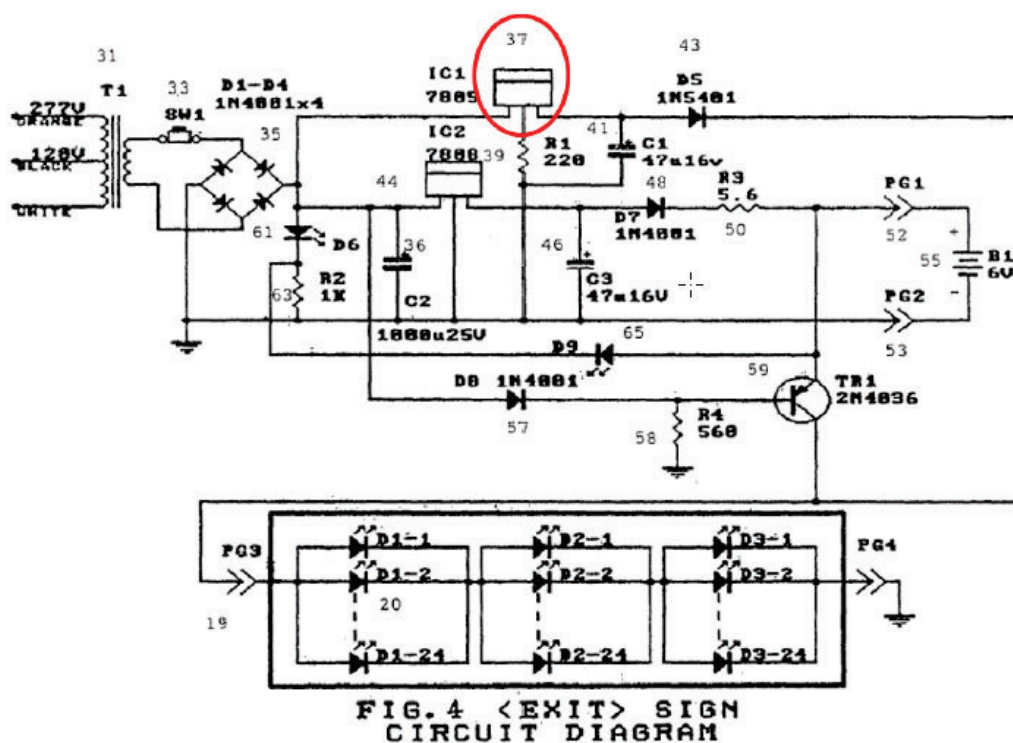 37
43
31
T1
33
D1-D4
1N4001x4
IC1
7805
D5
1N5401
277V
ORANGE
SW1
35
IC2
7808
39
R1
220
41
C1
47u16v
120V
BLACK
44
48
R3
5.6
PG1
WHITE
61
D6
36
46
D7
1N4001
50
52
+
55
B1
6V
-
63
R2
1K
C2
1000u25V
C3
47u16V
PG2
65
53
D9
59
D8 1N4001
TR1
2N4036
57
58
R4
560
PG3
D1-1
D2-1
D3-1
PG4
D1-2
D2-2
D3-2
20
19
D1-24
D2-24
D3-24
FIG.4 <EXIT> SIGN
CIRCUIT DIAGRAM